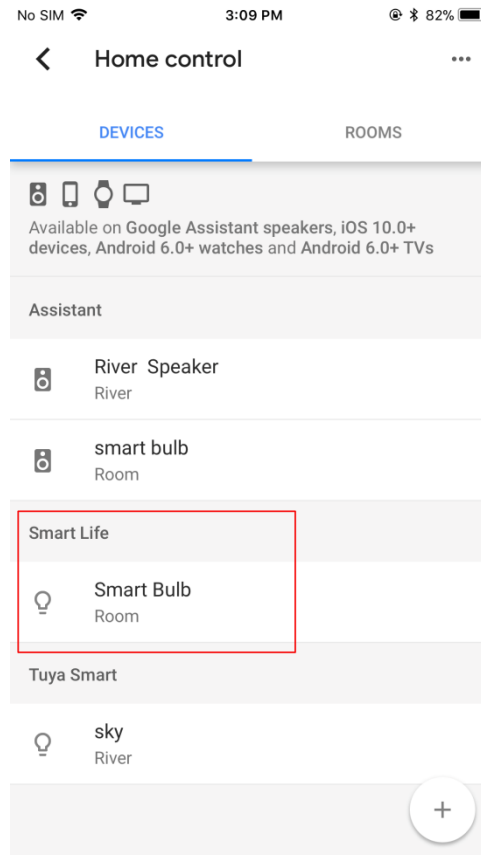 No SIM 3:09 PM 82%
Home control
DEVICES ROOMS
Available on Google Assistant speakers, iOS 10.0+
devices, Android 6.0+ watches and Android 6.0+ TVs
Assistant
River  Speaker
River
smart bulb
Room
Smart Life
Smart Bulb
Room
Tuya Smart
sky
River